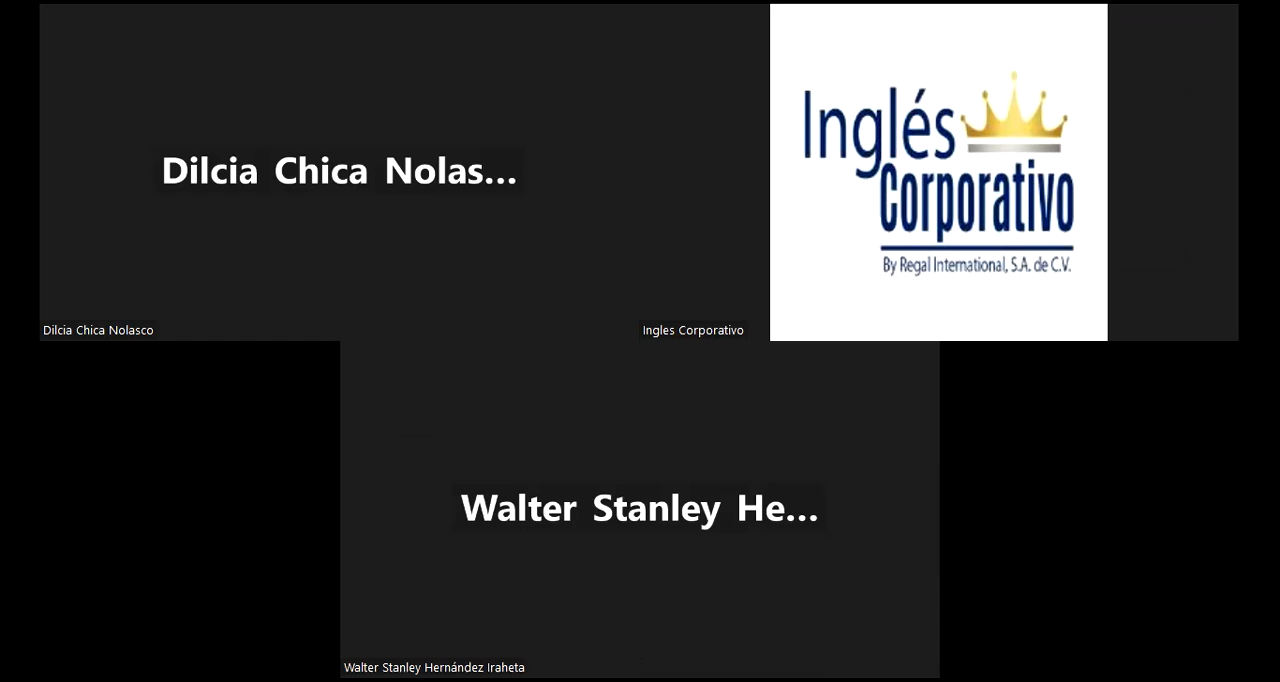 Dilcia Chica Nolas...
Dilcia Chica Nolasco
Inglés
Corporativo
By Regal International, S.A. de C.V.
Ingles Corporativo
Walter Stanley He...
Walter Stanley Hernández Iraheta